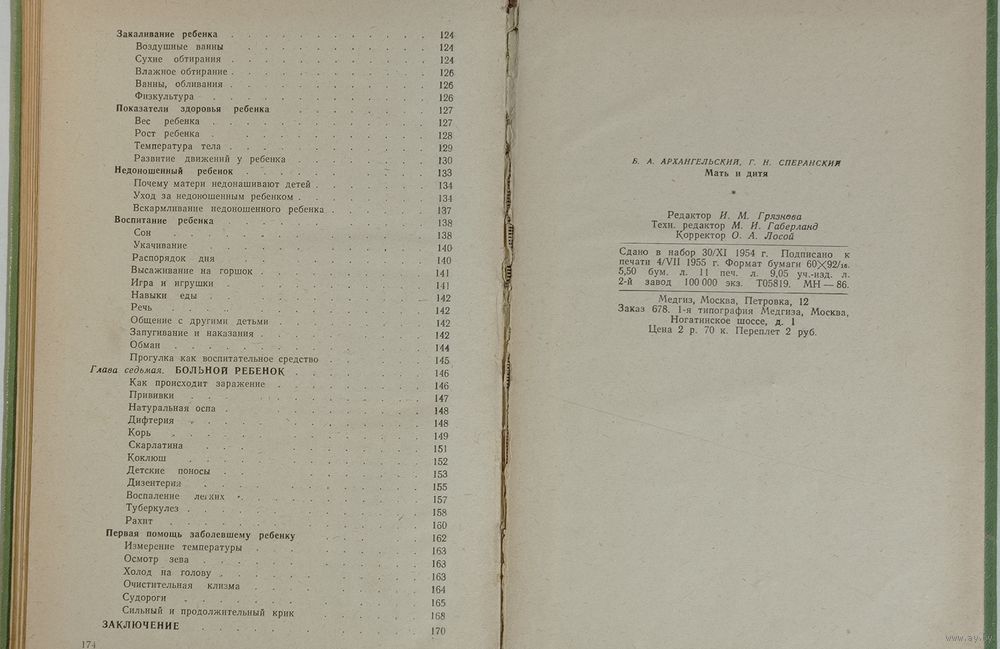 Закаливание ребенка 124
Воздушные ванны 124
Сухие обтирания 124
Влажное обтирание 126
Ванны, обливания 126
Физкультура 126
Показатели здоровья ребенка 127
Вес ребенка 127
Рост ребенка 128
Температура тела 129
Развитие движений у ребенка 130
Недоношенный ребенок 133
Почему матери недонашивают детей 134
Уход за недоношенным ребенком 134
Вскармливание недоношенного ребенка 137
Воспитание ребенка 138
Сон 138
Укачивание 140
Распорядок дня 140
Высаживание на горшок 141
Игра и игрушки 141
Навыки еды 142
Речь 142
Общение с другими детьми 142
Запугивание и наказания 142
Обман 144
Прогулка как воспитательное средство 145
Глава седьмая. БОЛЬНОЙ РЕБЕНОК 146
Как происходит заражение 146
Прививки 147
Натуральная оспа 148
Дифтерия 148
Корь 149
Скарлатина 151
Коклюш 152
Детские поносы 153
Дизентерия 155
Воспаление легких 157
Туберкулез 158
Рахит 160
Первая помощь заболевшему ребенку 162
Измерение температуры 163
Осмотр зева 163
Холод на голову 163
Очистительная клизма 164
Судороги 165
Сильный и продолжительный крик 168
ЗАКЛЮЧЕНИЕ 170
174
Б. А. АРХАНГЕЛЬСКИЙ, Г. Н. СПЕРАНСКИЙ
Мать и дитя
*
Редактор И. М. Грязнова
Техн. редактор М. И. Габерланд
Корректор О. А. Лосой
Сдано в набор 30/XI 1954 г. Подписано к
печати 4/VII 1955 г. Формат бумаги 60×92/16.
5,50 бум. л. 11 печ. л. 9,05 уч.-изд. л.
2-й завод 100 000 экз. Т05819. МН—86.
Медгиз, Москва, Петровка, 12
Заказ 678. 1-я типография Медгиза, Москва,
Ногатинское шоссе, д. 1
Цена 2 р. 70 к. Переплет 2 руб.
www.ay.by